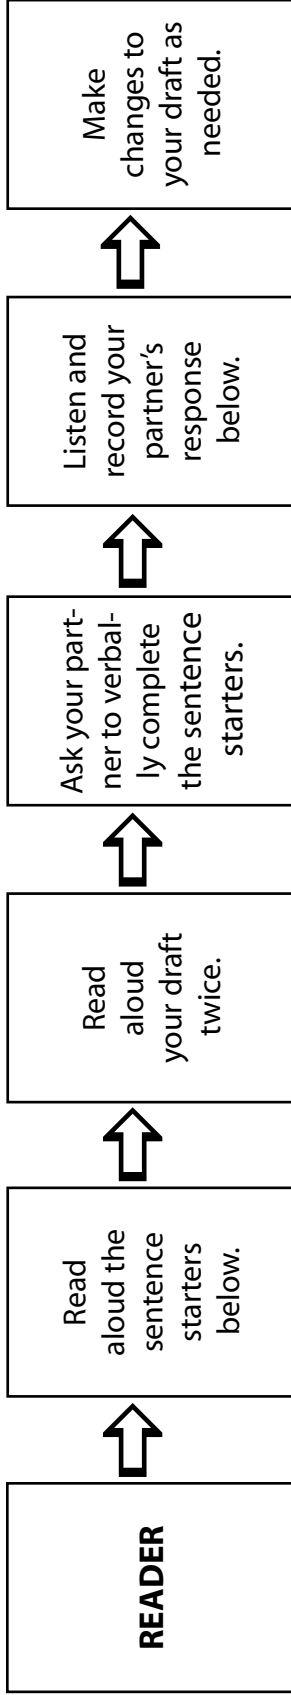 READER
Read
aloud the
sentence
starters
below.
Read
aloud
your draft
twice.
Ask your part-
ner to verbal-
ly complete
the sentence
starters.
Listen and
record your
partner's
response
below.
Make
changes to
your draft as
needed.